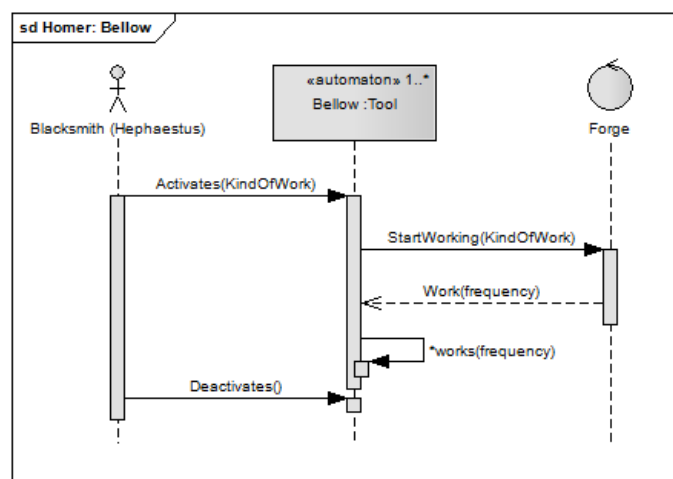 sd Homer: Bellow
«automaton» 1..*
Bellow :Tool
Blacksmith (Hephaestus)
Forge
Activates(KindOfWork)
StartWorking(KindOfWork)
Work(frequency)
*works(frequency)
Deactivates()